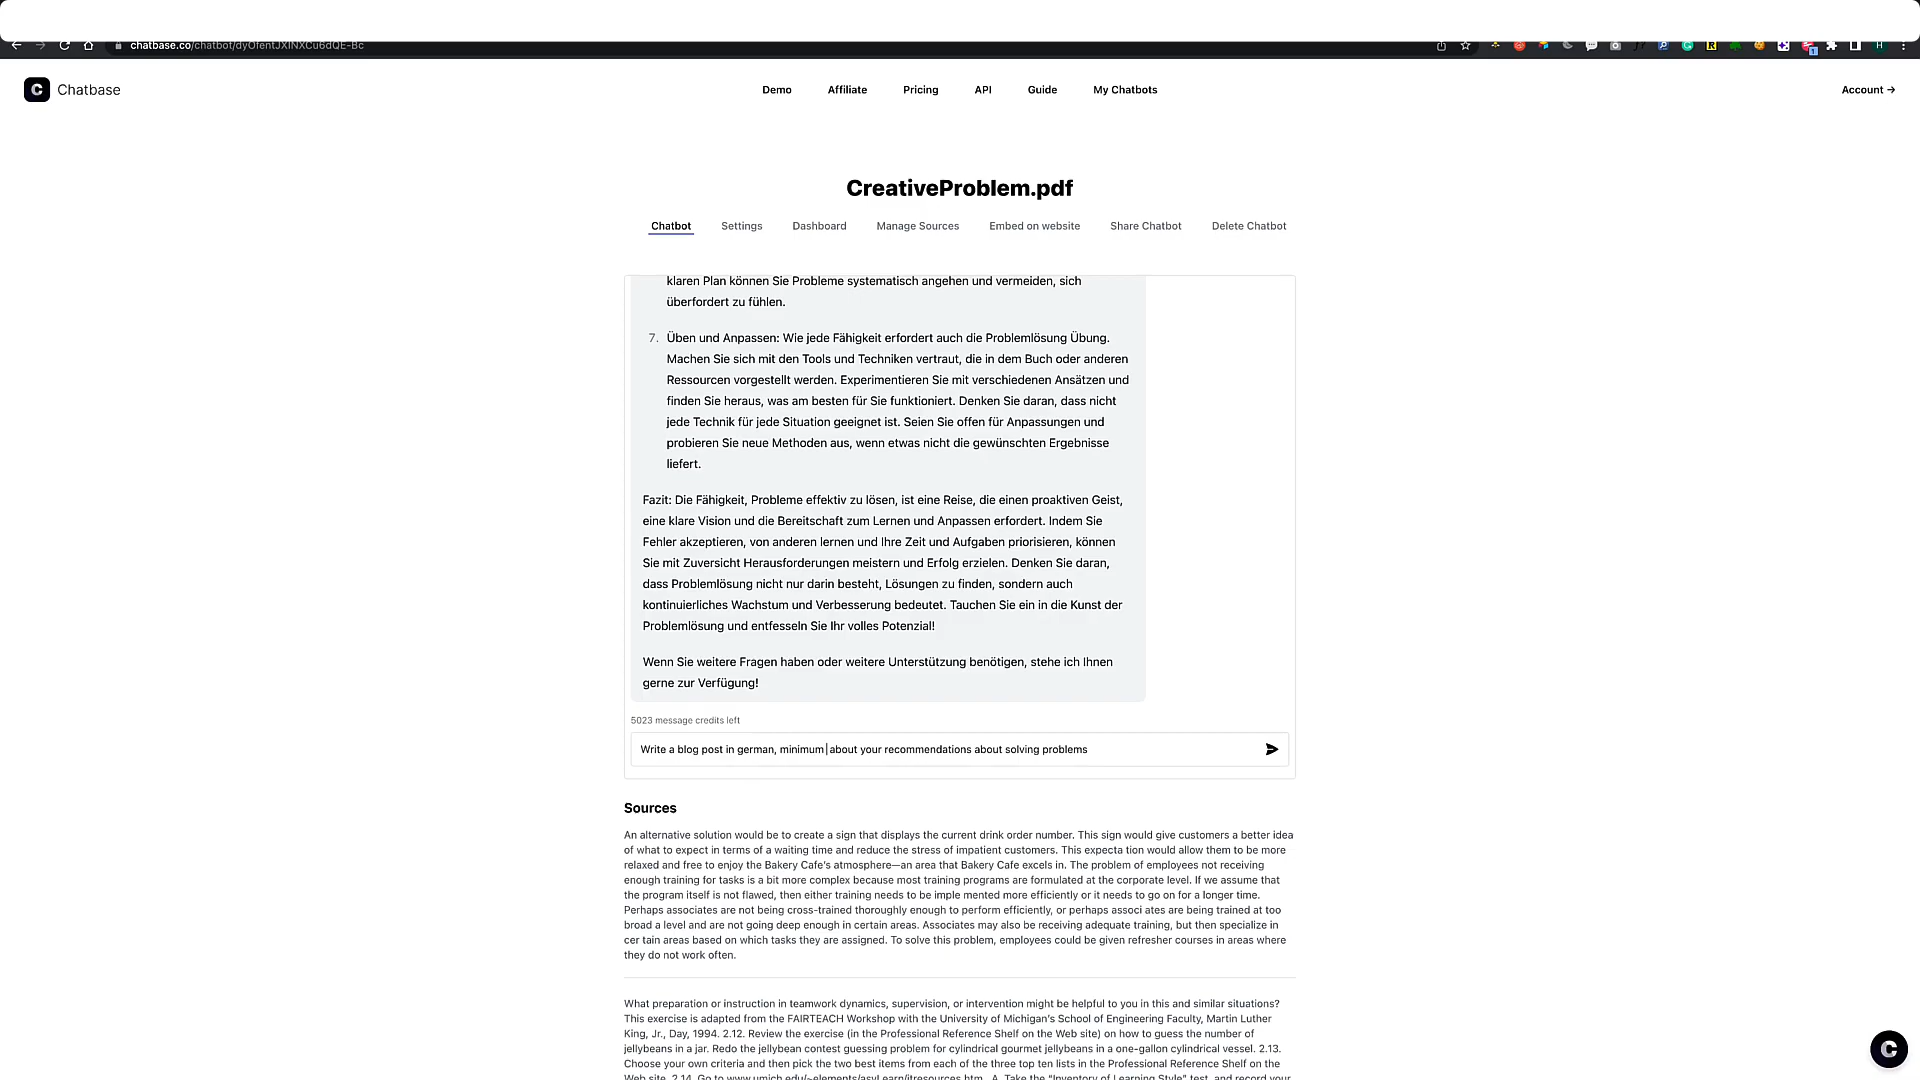 chatbase.co/chatbot/dyOfentJXINXCu6dQE-Bc
Chatbase
Demo
Affiliate
Pricing
API
Guide
My Chatbots
Account →
CreativeProblem.pdf
Chatbot
Settings
Dashboard
Manage Sources
Embed on website
Share Chatbot
Delete Chatbot
klaren Plan können Sie Probleme systematisch angehen und vermeiden, sich
überfordert zu fühlen.
7. Üben und Anpassen: Wie jede Fähigkeit erfordert auch die Problemlösung Übung.
Machen Sie sich mit den Tools und Techniken vertraut, die in dem Buch oder anderen
Ressourcen vorgestellt werden. Experimentieren Sie mit verschiedenen Ansätzen und
finden Sie heraus, was am besten für Sie funktioniert. Denken Sie daran, dass nicht
jede Technik für jede Situation geeignet ist. Seien Sie offen für Anpassungen und
probieren Sie neue Methoden aus, wenn etwas nicht die gewünschten Ergebnisse
liefert.
Fazit: Die Fähigkeit, Probleme effektiv zu lösen, ist eine Reise, die einen proaktiven Geist,
eine klare Vision und die Bereitschaft zum Lernen und Anpassen erfordert. Indem Sie
Fehler akzeptieren, von anderen lernen und Ihre Zeit und Aufgaben priorisieren, können
Sie mit Zuversicht Herausforderungen meistern und Erfolg erzielen. Denken Sie daran,
dass Problemlösung nicht nur darin besteht, Lösungen zu finden, sondern auch
kontinuierliches Wachstum und Verbesserung bedeutet. Tauchen Sie ein in die Kunst der
Problemlösung und entfesseln Sie Ihr volles Potenzial!
Wenn Sie weitere Fragen haben oder weitere Unterstützung benötigen, stehe ich Ihnen
gerne zur Verfügung!
5023 message credits left
Write a blog post in german, minimum about your recommendations about solving problems
Sources
An alternative solution would be to create a sign that displays the current drink order number. This sign would give customers a better idea
of what to expect in terms of a waiting time and reduce the stress of impatient customers. This expecta tion would allow them to be more
relaxed and free to enjoy the Bakery Cafe's atmosphere—an area that Bakery Cafe excels in. The problem of employees not receiving
enough training for tasks is a bit more complex because most training programs are formulated at the corporate level. If we assume that
the program itself is not flawed, then either training needs to be imple mented more efficiently or it needs to go on for a longer time.
Perhaps associates are not being cross-trained thoroughly enough to perform efficiently, or perhaps associ ates are being trained at too
broad a level and are not going deep enough in certain areas. Associates may also be receiving adequate training, but then specialize in
cer tain areas based on which tasks they are assigned. To solve this problem, employees could be given refresher courses in areas where
they do not work often.
What preparation or instruction in teamwork dynamics, supervision, or intervention might be helpful to you in this and similar situations?
This exercise is adapted from the FAIRTEACH Workshop with the University of Michigan's School of Engineering Faculty, Martin Luther
King, Jr., Day, 1994. 2.12. Review the exercise (in the Professional Reference Shelf on the Web site) on how to guess the number of
jellybeans in a jar. Redo the jellybean contest guessing problem for cylindrical gourmet jellybeans in a one-gallon cylindrical vessel. 2.13.
Choose your own criteria and then pick the two best items from each of the three top ten lists in the Professional Reference Shelf on the
Web site. 2.14. Go to www.umich.edu/~elements/asyLearn/itresources.htm. A. Take the "Inventory of Learning Style" test, and record your